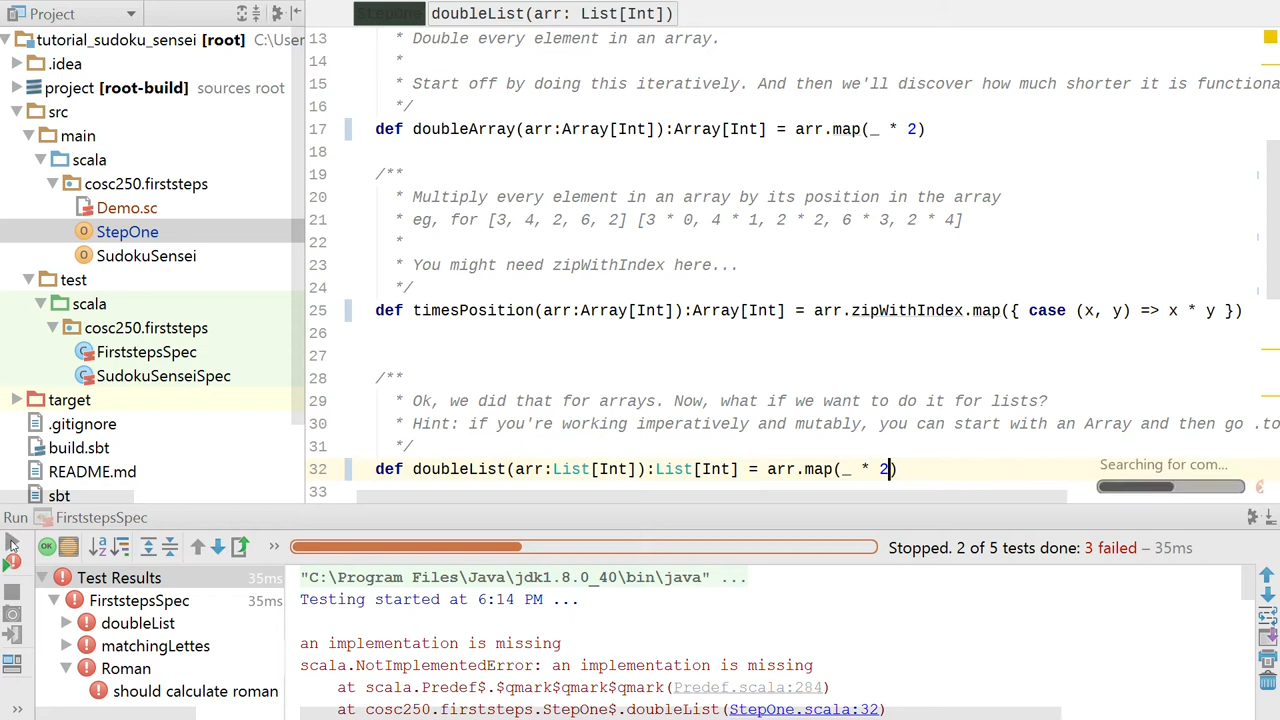 Project
tutorial_sudoku_sensei [root] C:\User
.idea
project [root-build] sources root
src
main
scala
cosc250.firststeps
Demo.sc
StepOne
SudokuSensei
test
scala
cosc250.firststeps
FirststepsSpec
SudokuSenseiSpec
target
.gitignore
build.sbt
README.md
sbt
StepOne doubleList(arr: List[Int])
13 * Double every element in an array.
14 *
15 * Start off by doing this iteratively. And then we'll discover how much shorter it is functiona
16 */
17 def doubleArray(arr:Array[Int]):Array[Int] = arr.map(_ * 2)
18
19 /**
20 * Multiply every element in an array by its position in the array
21 * eg, for [3, 4, 2, 6, 2] [3 * 0, 4 * 1, 2 * 2, 6 * 3, 2 * 4]
22 *
23 * You might need zipWithIndex here...
24 */
25 def timesPosition(arr:Array[Int]):Array[Int] = arr.zipWithIndex.map({ case (x, y) => x * y })
26
27
28 /**
29 * Ok, we did that for arrays. Now, what if we want to do it for lists?
30 * Hint: if you're working imperatively and mutably, you can start with an Array and then go .to
31 */
32 def doubleList(arr:List[Int]):List[Int] = arr.map(_ * 2)
33
Searching for com...
Run FirststepsSpec
Stopped. 2 of 5 tests done: 3 failed – 35ms
Test Results 35ms
FirststepsSpec 35ms
doubleList
matchingLettes
Roman
should calculate roman
"C:\Program Files\Java\jdk1.8.0_40\bin\java" ...
Testing started at 6:14 PM ...
an implementation is missing
scala.NotImplementedError: an implementation is missing
at scala.Predef$.$qmark$qmark$qmark(Predef.scala:284)
at cosc250.firststeps.StepOne$.doubleList(StepOne.scala:32)